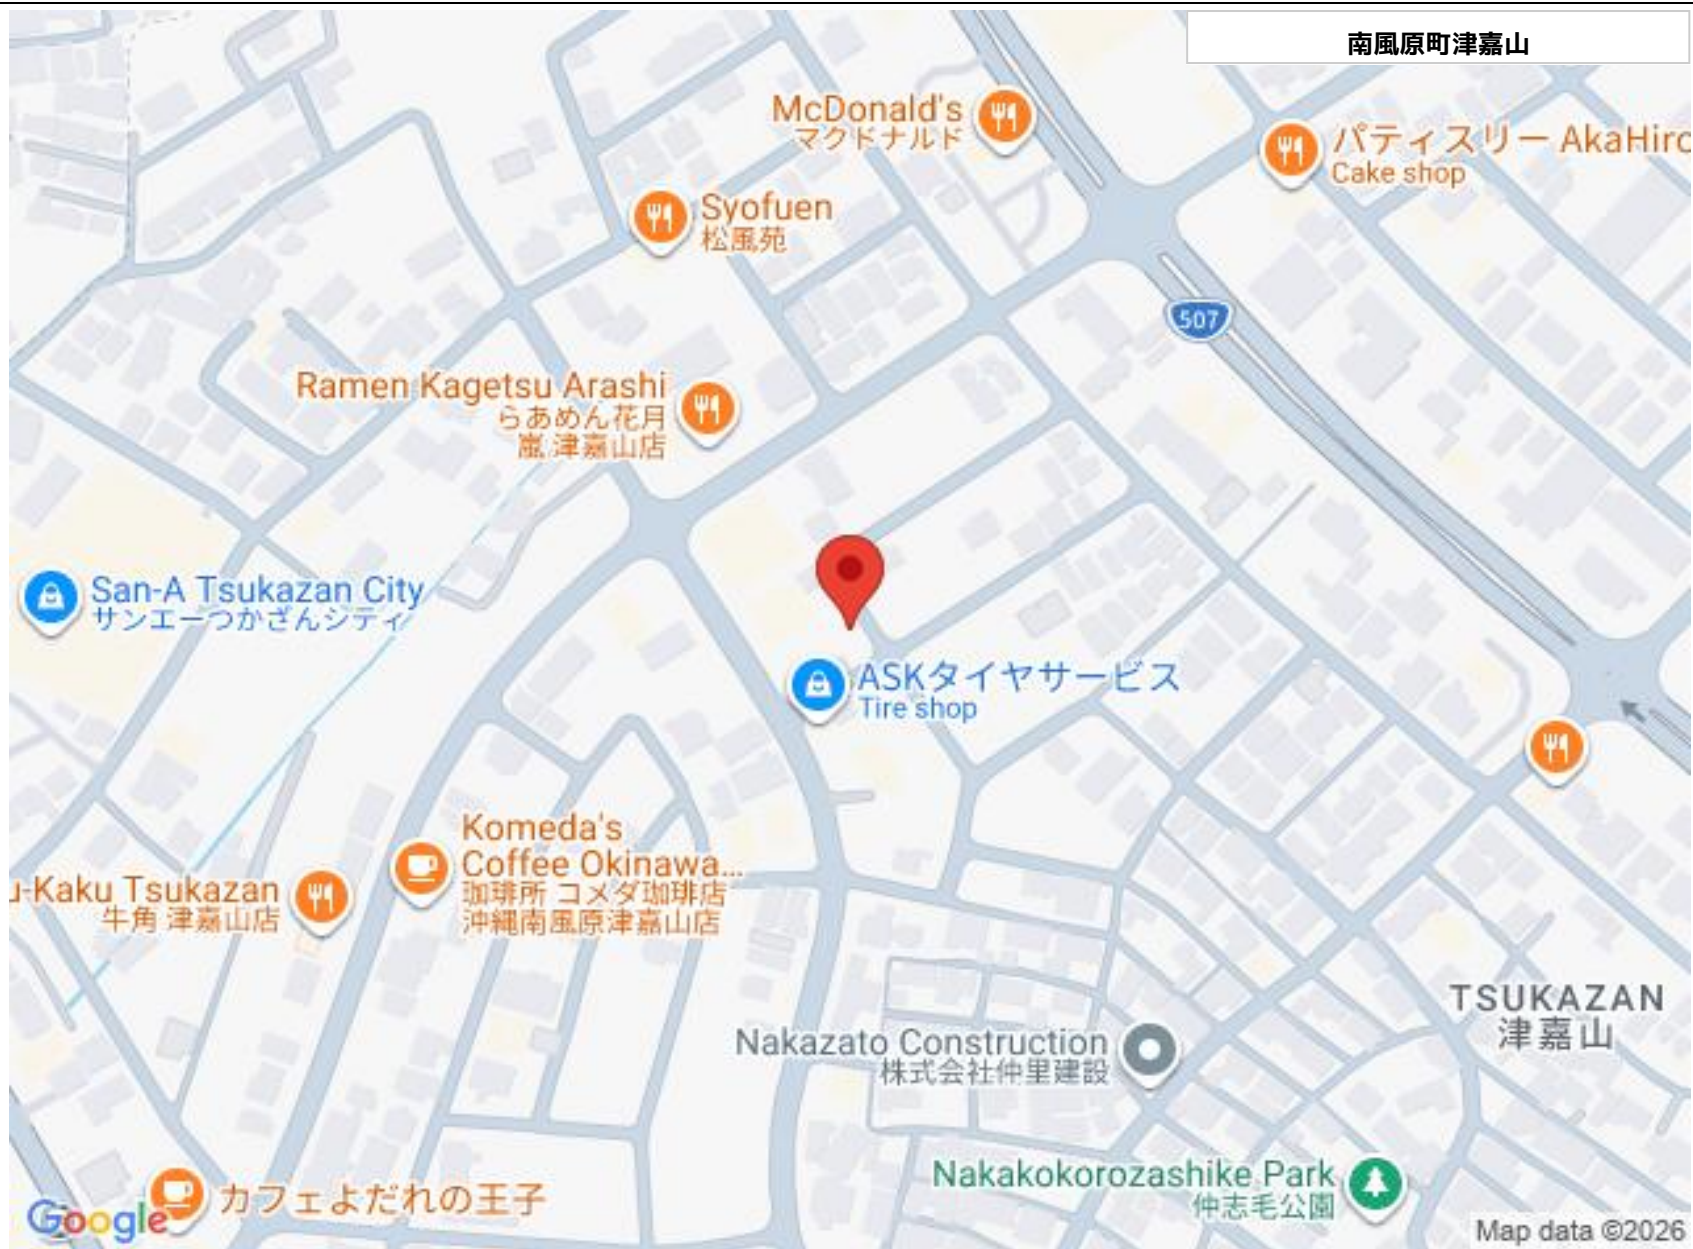 南風原町津嘉山
McDonald's
マクドナルド
パティスリー AkaHiro
Cake shop
Syofuen
松風苑
507
Ramen Kagetsu Arashi
らあめん花月
嵐 津嘉山店
San-A Tsukazan City
サンエーつかざんシティ
ASKタイヤサービス
Tire shop
Komeda's
Coffee Okinawa...
珈琲所 コメダ珈琲店
沖縄南風原津嘉山店
u-Kaku Tsukazan
牛角 津嘉山店
TSUKAZAN
津嘉山
Nakazato Construction
株式会社仲里建設
Nakakokorozashike Park
仲志毛公園
カフェよだれの王子
Google
Map data ©2026